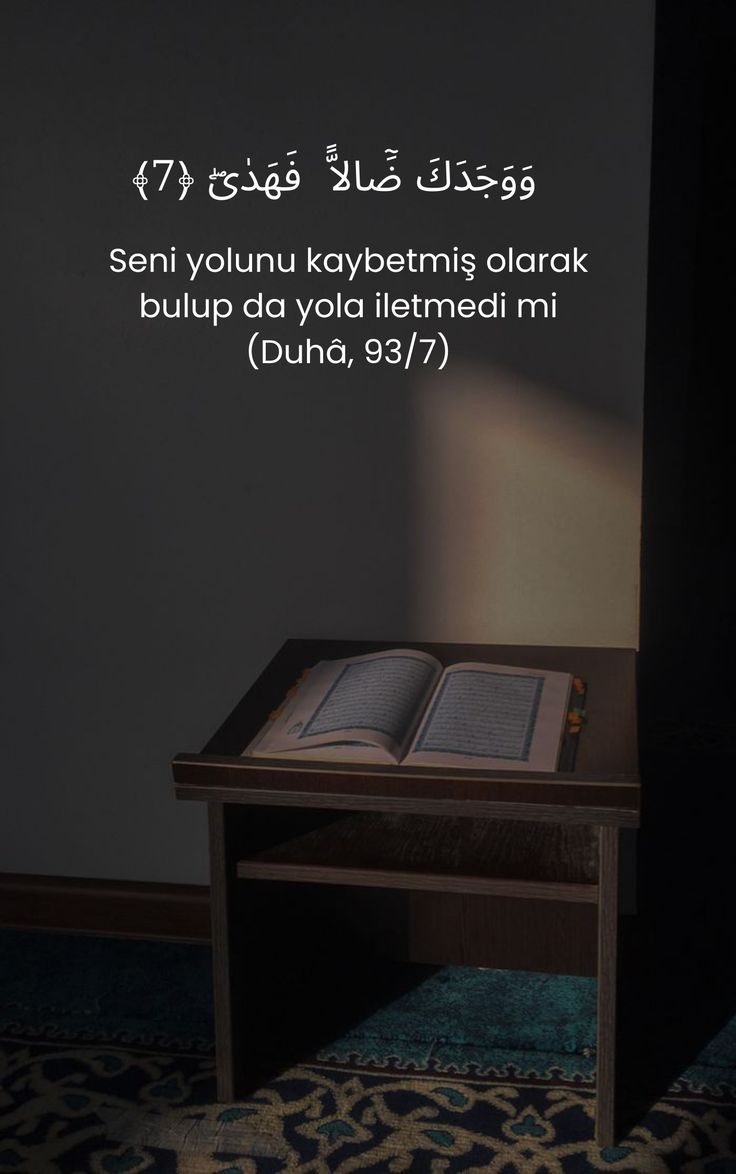 وَوَجَدَكَ ضَٓالاًّ فَهَدٰىۖ ﴿7﴾
Seni yolunu kaybetmiş olarak
bulup da yola iletmedi mi
(Duhâ, 93/7)